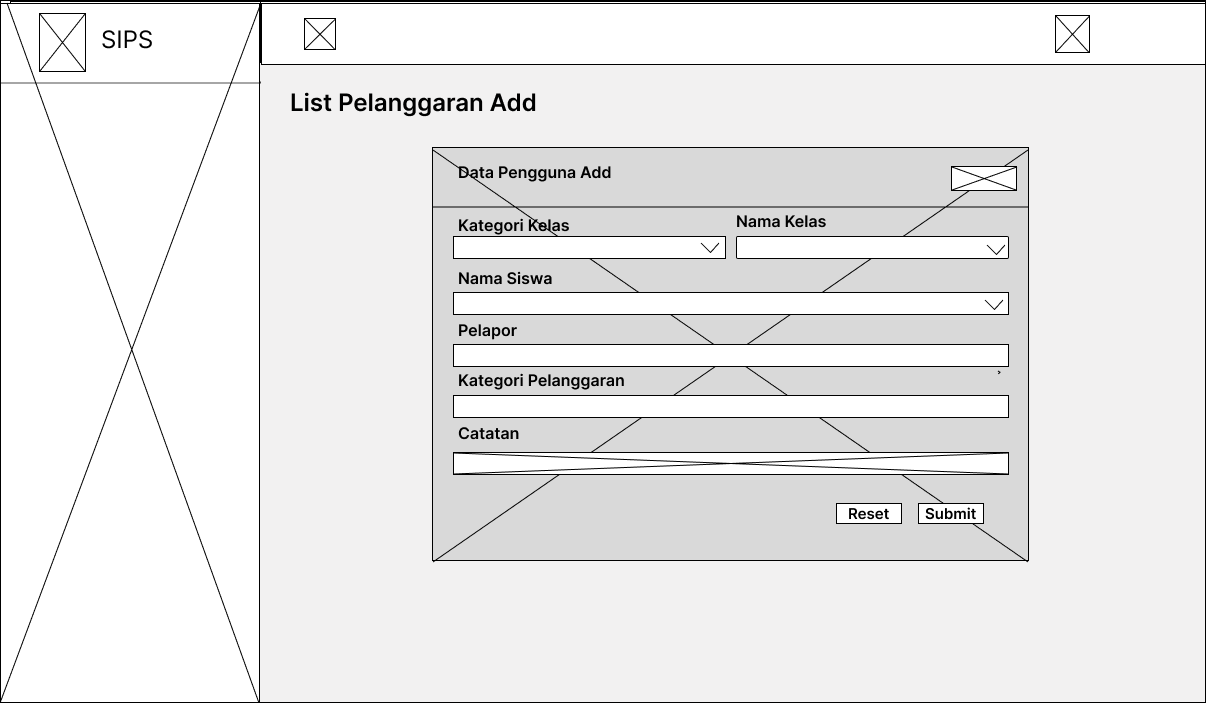 SIPS
List Pelanggaran Add
Data Pengguna Add
Kategori Kelas
Nama Kelas
Nama Siswa
Pelapor
Kategori Pelanggaran
Catatan
Reset
Submit